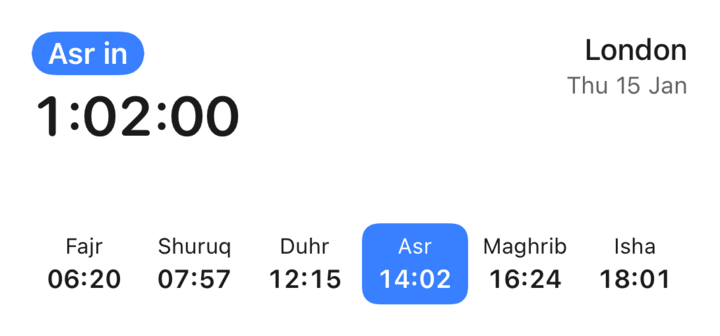 Asr in
1:02:00
London
Thu 15 Jan
Fajr Shuruq Duhr Asr Maghrib Isha
06:20 07:57 12:15 14:02 16:24 18:01